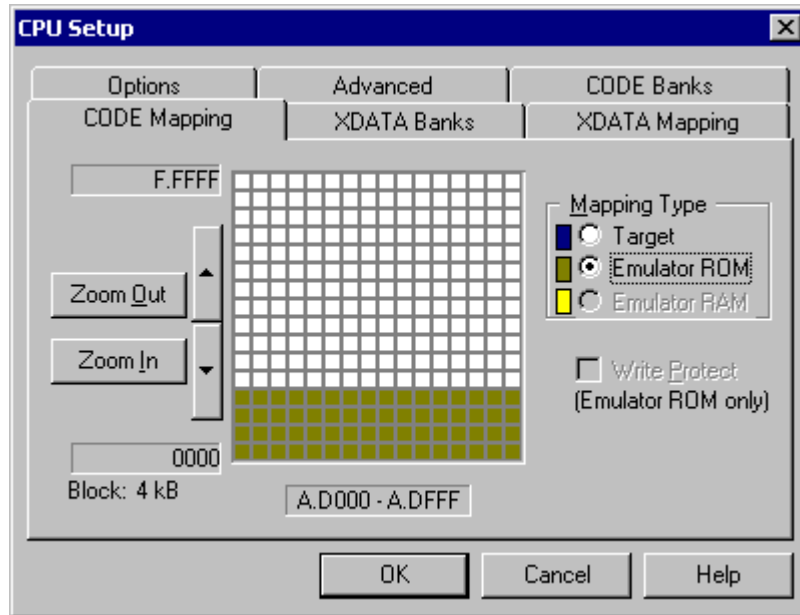 CPU Setup
Options
Advanced
CODE Banks
CODE Mapping
XDATA Banks
XDATA Mapping
F.FFFF
Zoom Out
Zoom In
0000
Block: 4 kB
A.D000 - A.DFFF
Mapping Type
Target
Emulator ROM
Emulator RAM
Write Protect
(Emulator ROM only)
OK
Cancel
Help